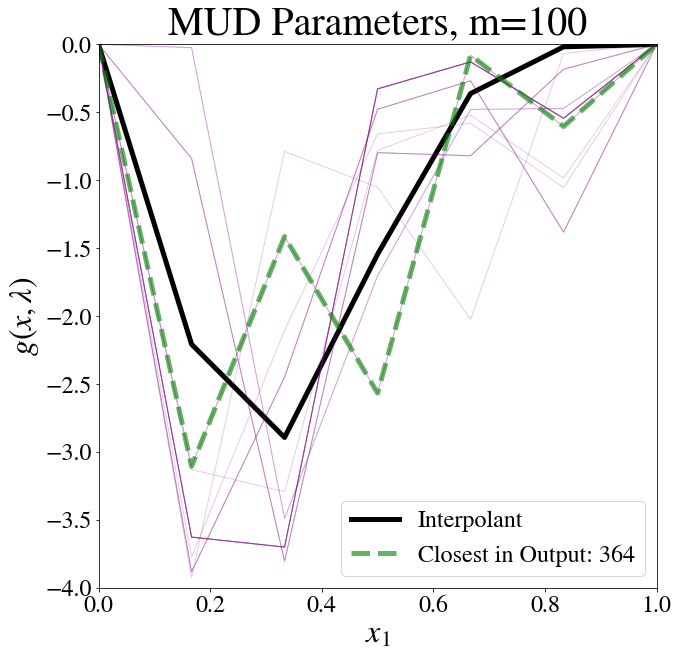 MUD Parameters, m=100
g(x, λ)
0.0
−0.5
−1.0
−1.5
−2.0
−2.5
−3.0
−3.5
−4.0
Interpolant
Closest in Output: 364
0.0 0.2 0.4 0.6 0.8 1.0
x₁